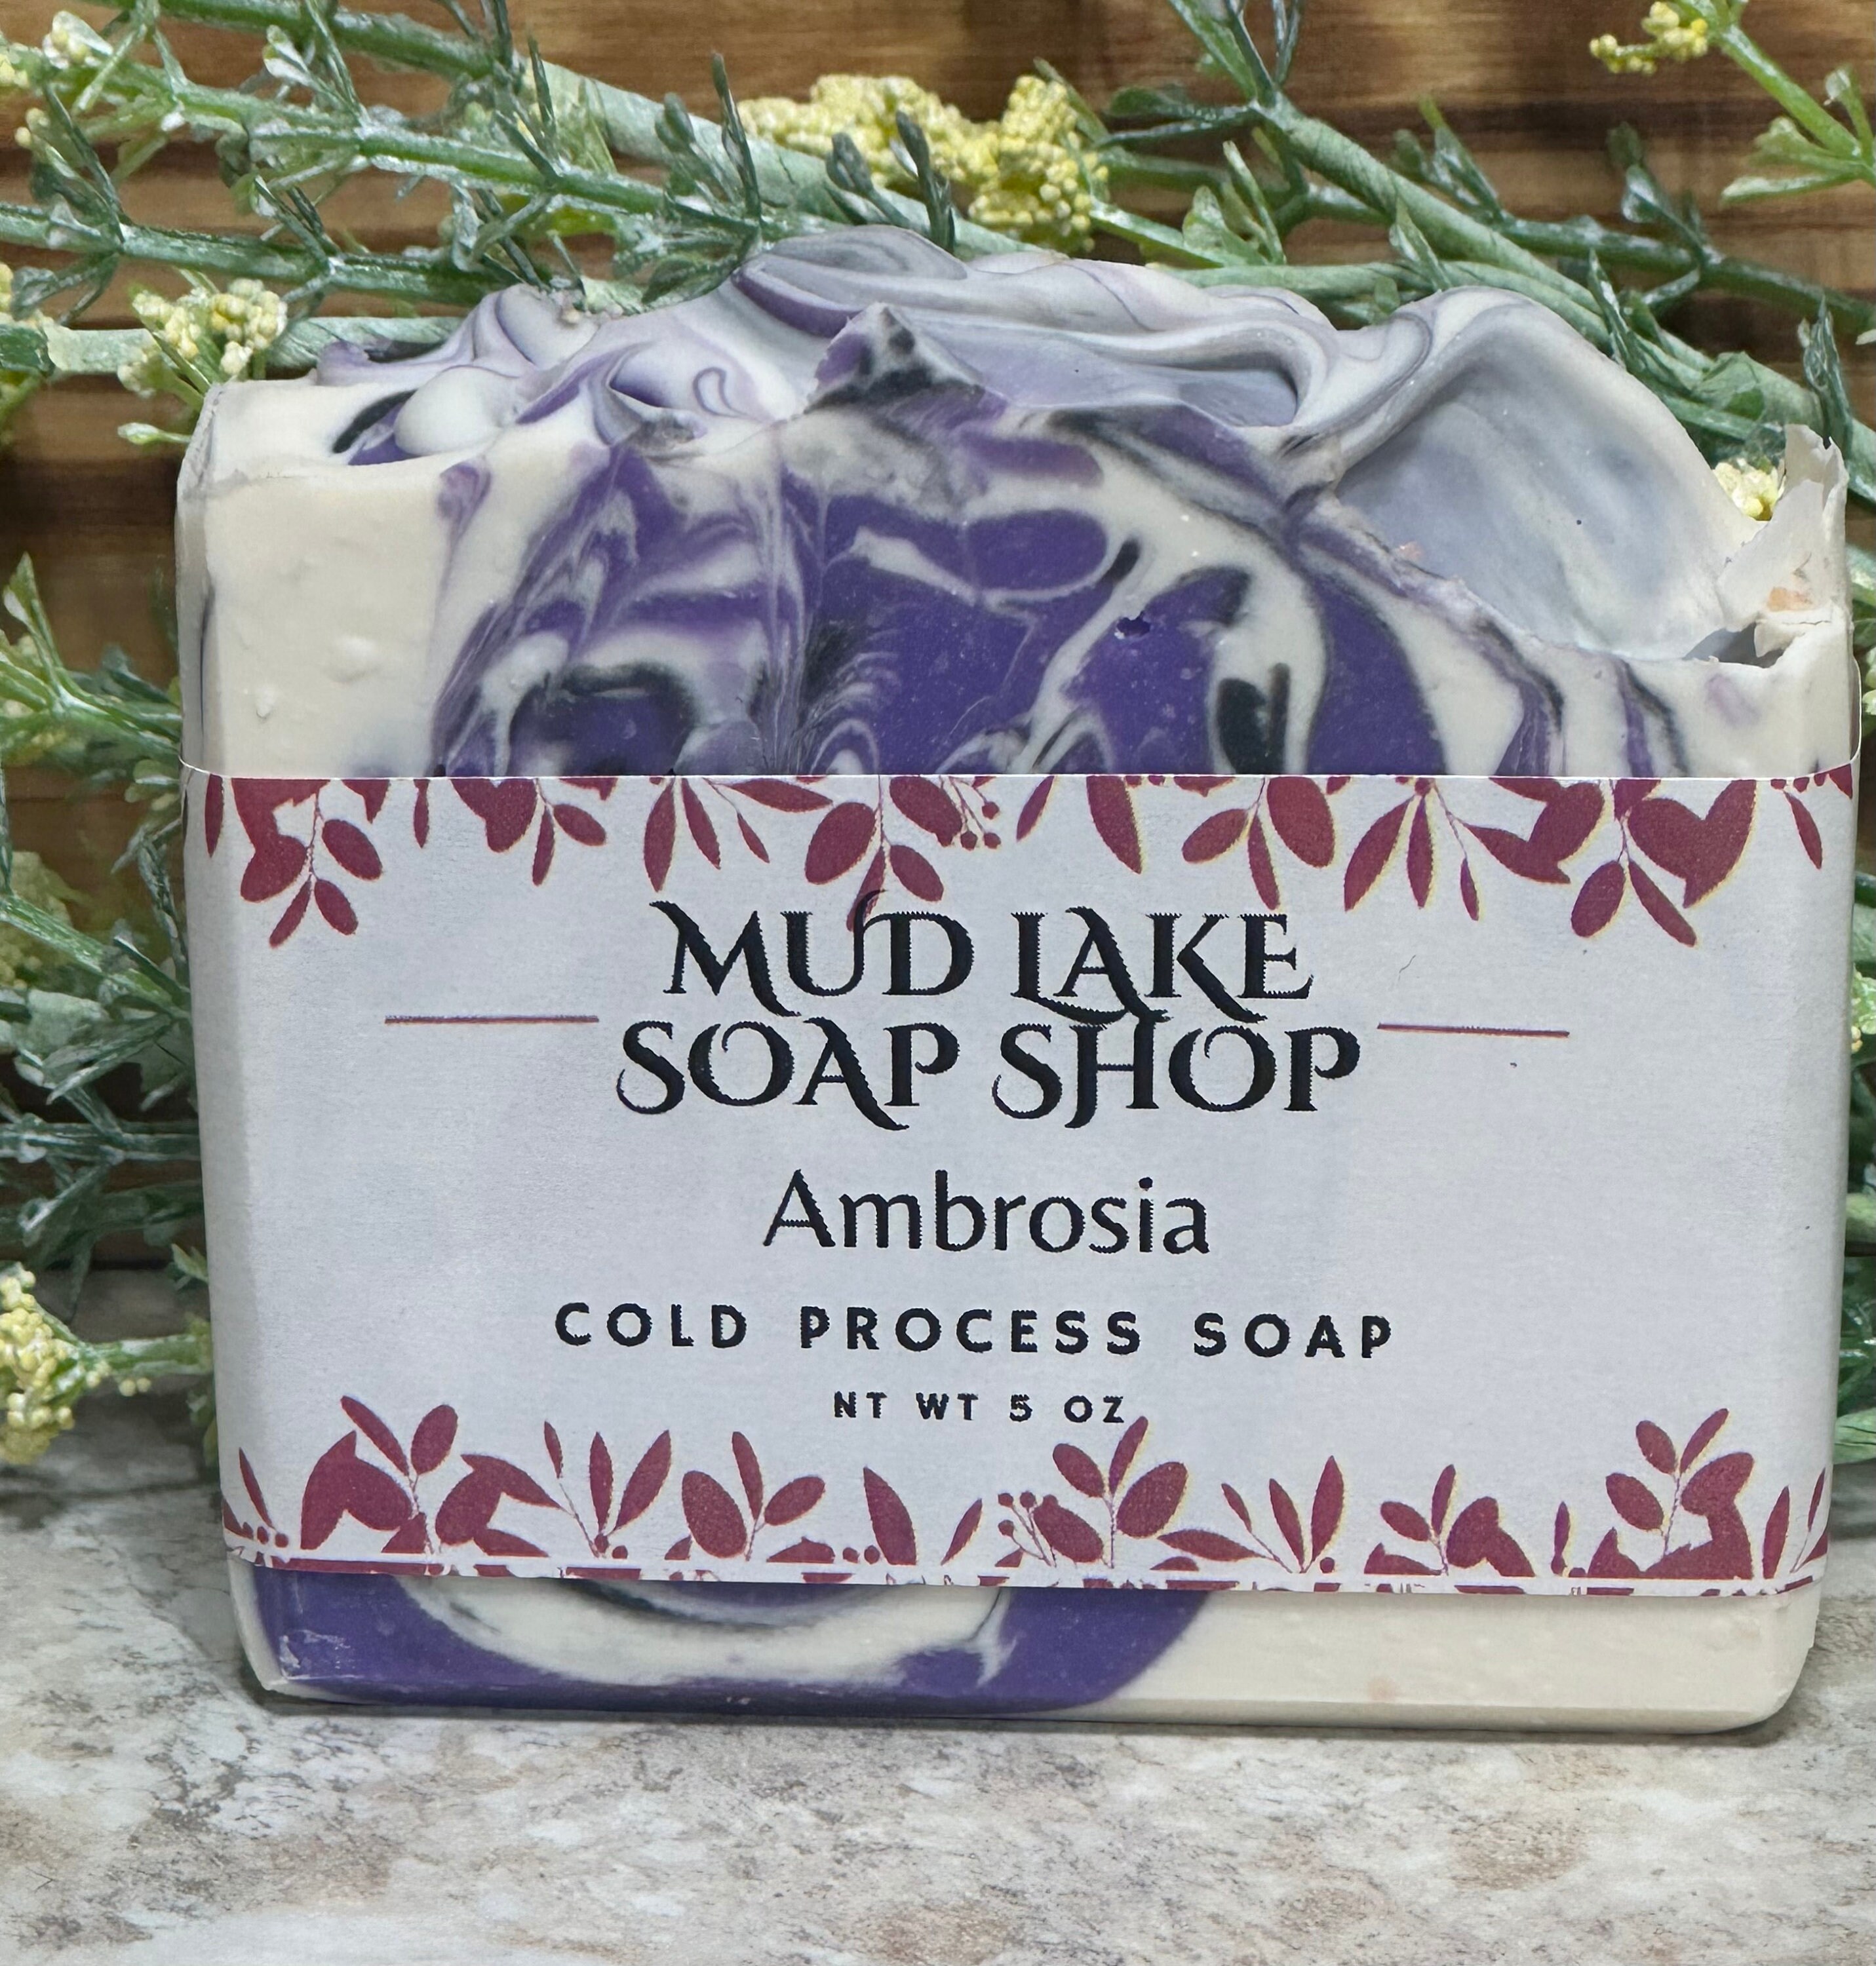 MUD LAKE
SOAP SHOP
Ambrosia
COLD PROCESS SOAP
NT WT 5 OZ